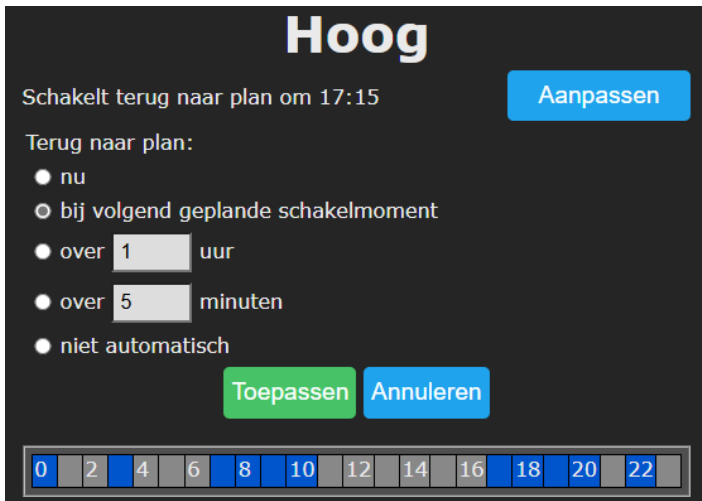 Hoog
Schakelt terug naar plan om 17:15 Aanpassen
Terug naar plan:
nu
bij volgend geplande schakelmoment
over 1 uur
over 5 minuten
niet automatisch
Toepassen Annuleren
0 2 4 6 8 10 12 14 16 18 20 22